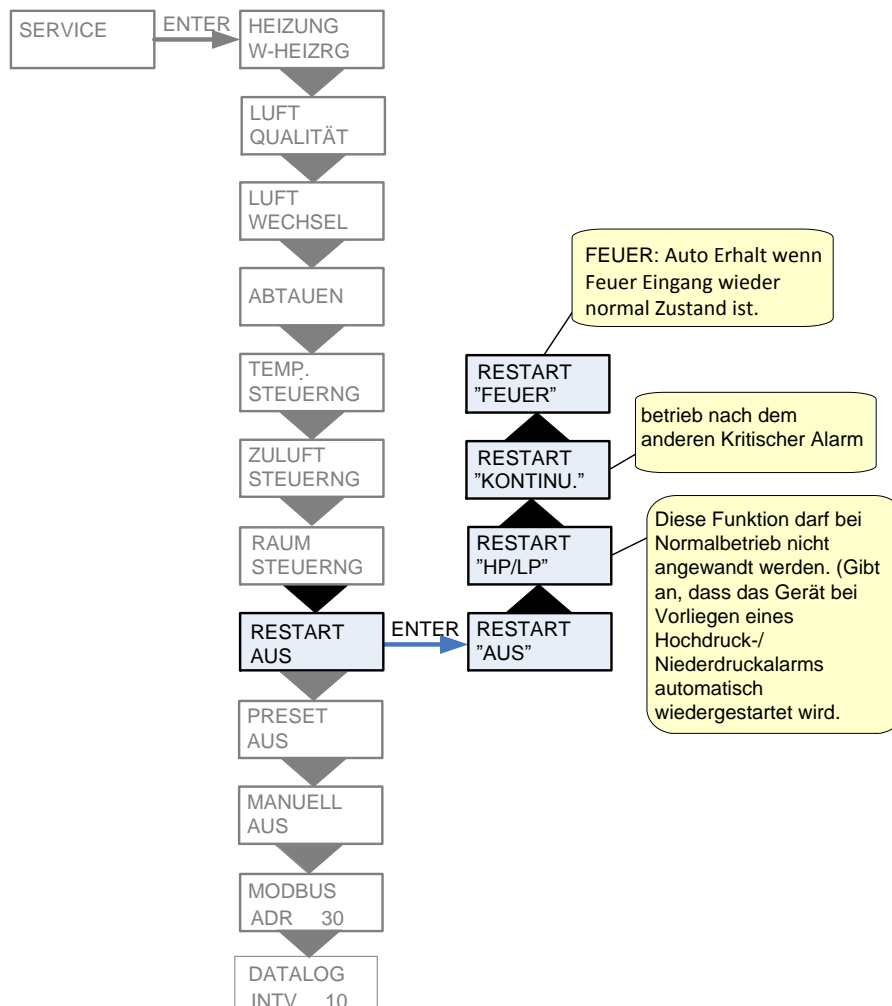 SERVICE
ENTER
HEIZUNG
W-HEIZRG
LUFT
QUALITÄT
LUFT
WECHSEL
ABTAUEN
TEMP.
STEUERNG
ZULUFT
STEUERNG
RAUM
STEUERNG
RESTART
AUS
ENTER
RESTART
”AUS”
RESTART
”HP/LP”
RESTART
”KONTINU.”
RESTART
”FEUER”
FEUER: Auto Erhalt wenn
Feuer Eingang wieder
normal Zustand ist.
betrieb nach dem
anderen Kritischer Alarm
Diese Funktion darf bei
Normalbetrieb nicht
angewandt werden. (Gibt
an, dass das Gerät bei
Vorliegen eines
Hochdruck-/
Niederdruckalarms
automatisch
wiedergestartet wird.
PRESET
AUS
MANUELL
AUS
MODBUS
ADR 30
DATALOG
INTV 10